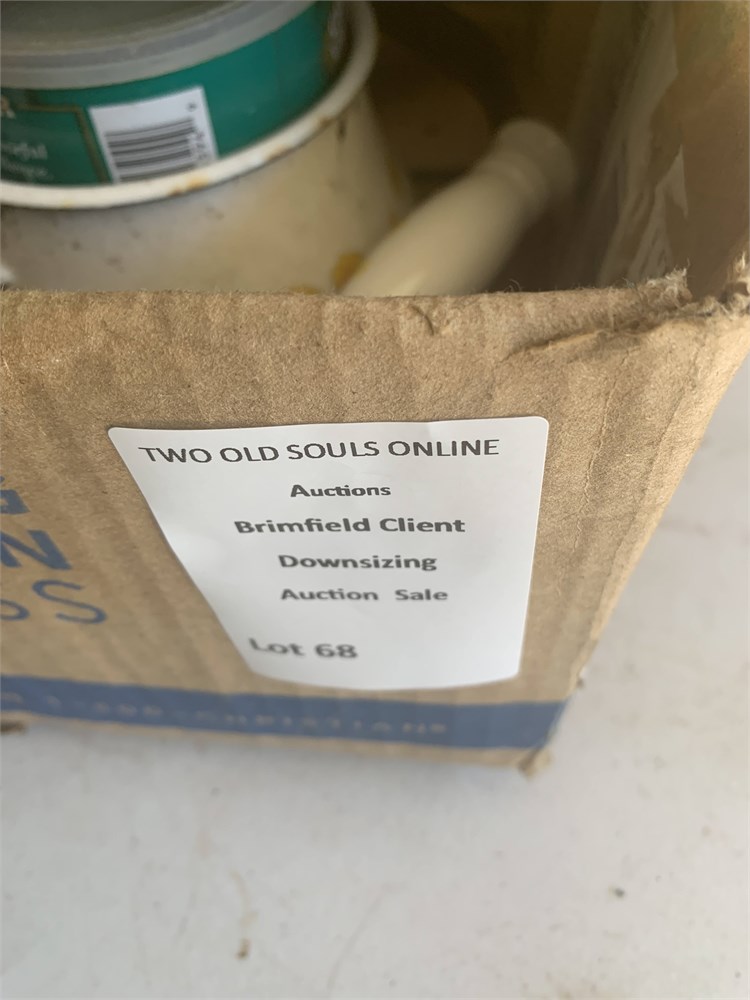 TWO OLD SOULS ONLINE
Auctions
Brimfield Client
Downsizing
Auction Sale
Lot 68